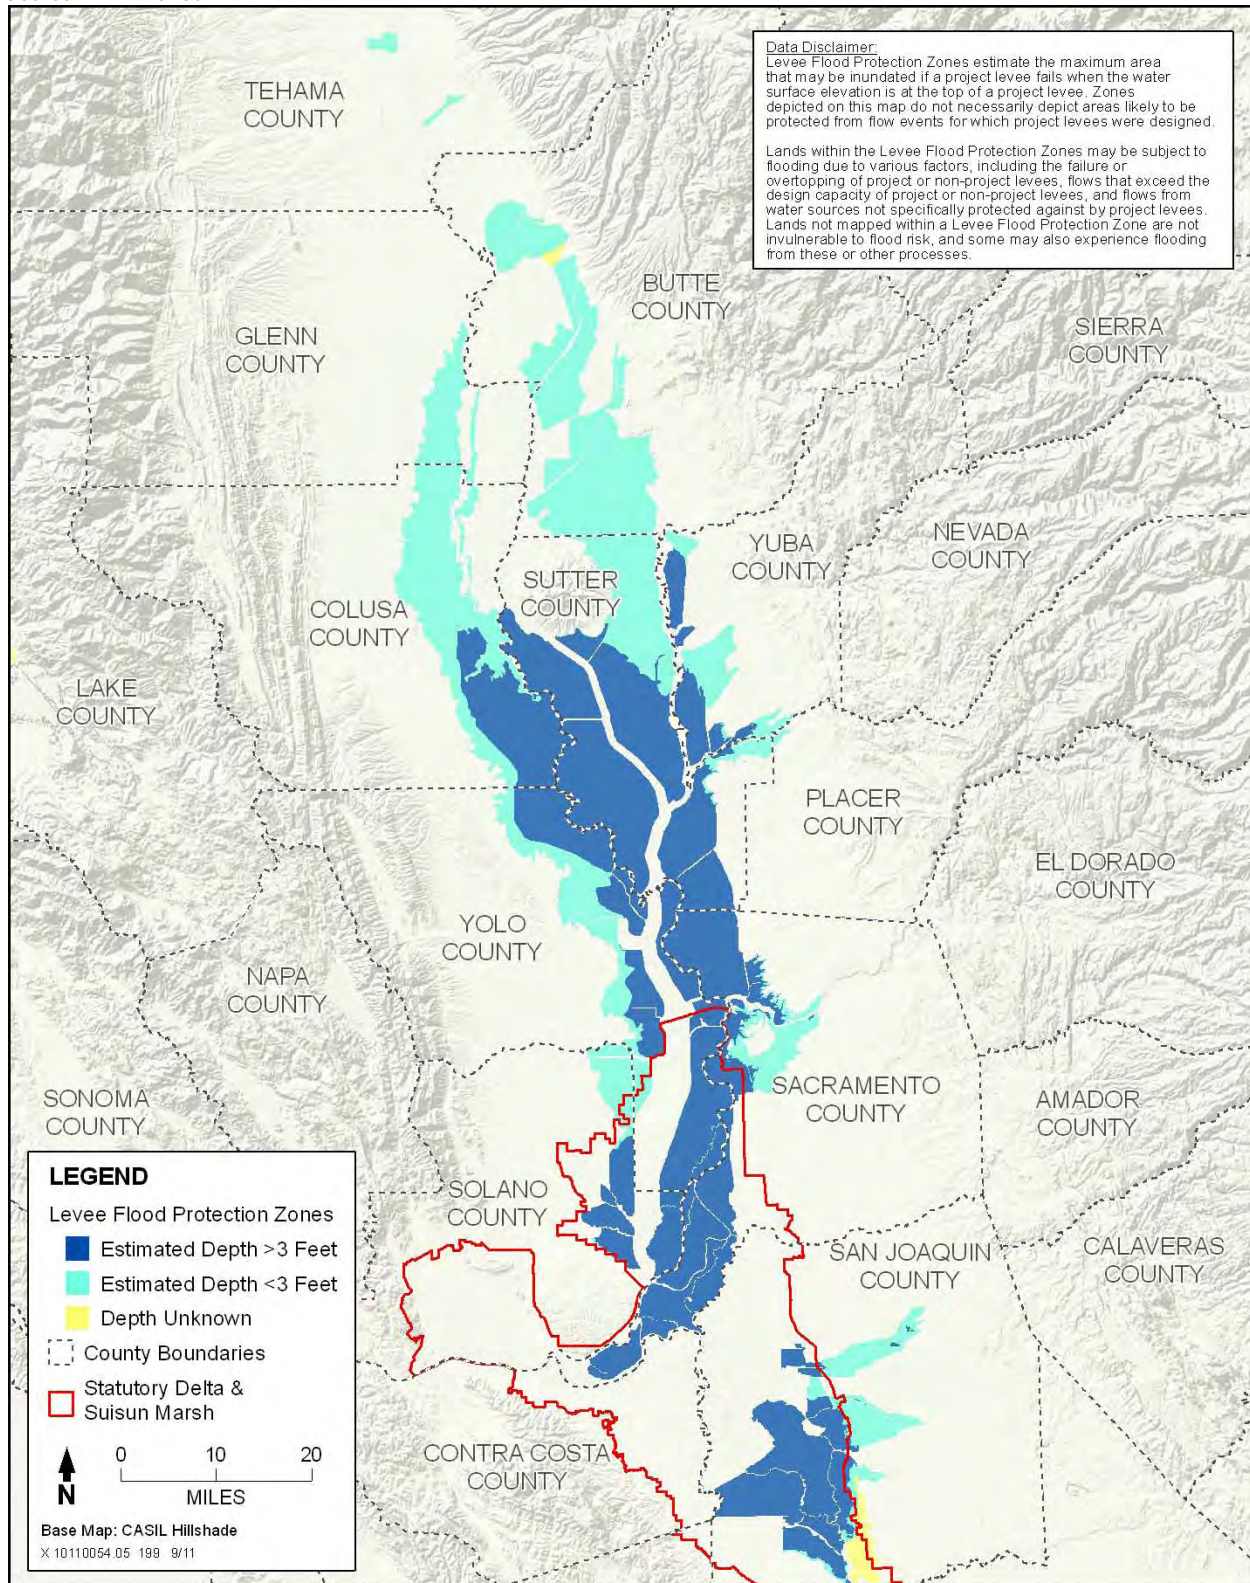 Data Disclaimer:
Levee Flood Protection Zones estimate the maximum area
that may be inundated if a project levee fails when the water
surface elevation is at the top of a project levee. Zones
depicted on this map do not necessarily depict areas likely to be
protected from flow events for which project levees were designed.
Lands within the Levee Flood Protection Zones may be subject to
flooding due to various factors, including the failure or
overtopping of project or non-project levees, flows that exceed the
design capacity of project or non-project levees, and flows from
water sources not specifically protected against by project levees.
Lands not mapped within a Levee Flood Protection Zone are not
invulnerable to flood risk, and some may also experience flooding
from these or other processes.
TEHAMA
COUNTY
BUTTE
COUNTY
GLENN
COUNTY
SIERRA
COUNTY
YUBA
COUNTY
NEVADA
COUNTY
SUTTER
COUNTY
COLUSA
COUNTY
LAKE
COUNTY
PLACER
COUNTY
EL DORADO
COUNTY
YOLO
COUNTY
NAPA
COUNTY
SONOMA
COUNTY
SACRAMENTO
COUNTY
AMADOR
COUNTY
SOLANO
COUNTY
SAN JOAQUIN
COUNTY
CALAVERAS
COUNTY
CONTRA COSTA
COUNTY
LEGEND
Levee Flood Protection Zones
Estimated Depth >3 Feet
Estimated Depth <3 Feet
Depth Unknown
County Boundaries
Statutory Delta &
Suisun Marsh
N
0 10 20
MILES
Base Map: CASIL Hillshade
X 10110054.05 199 9/11